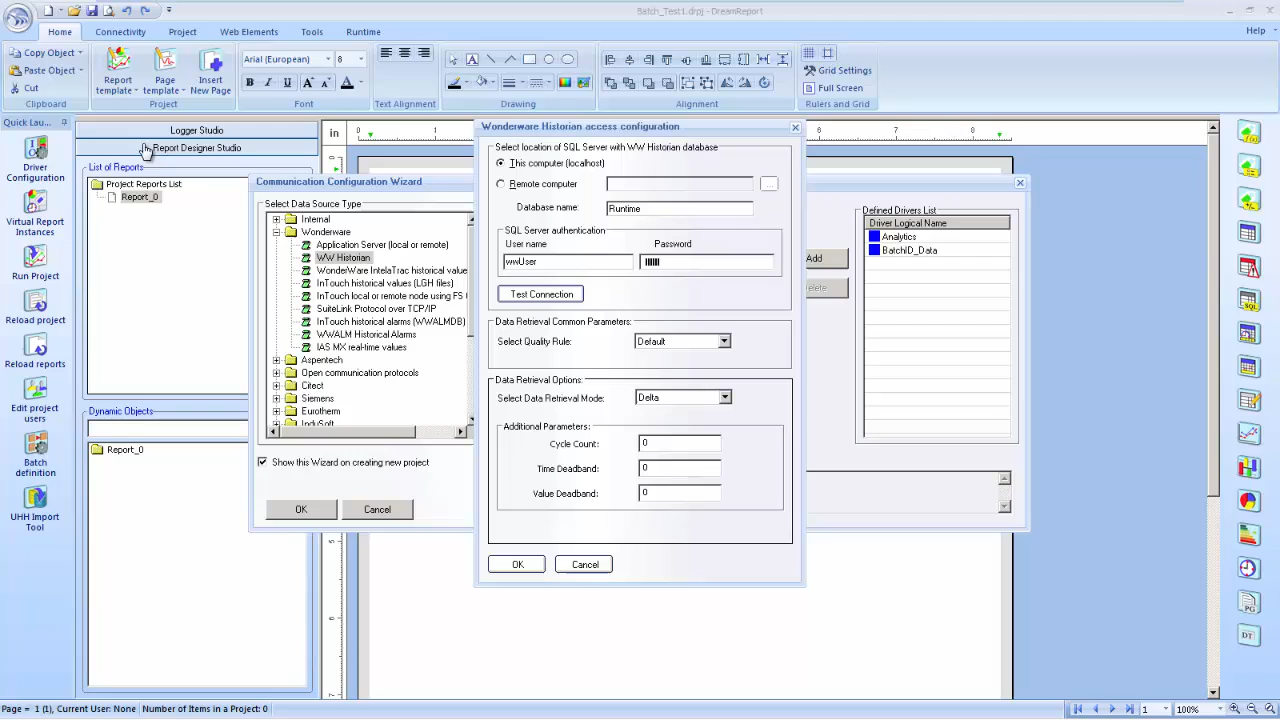 Batch_Test1.drpj - DreamReport
Home Connectivity Project Web Elements Tools Runtime Help
Copy Object
Paste Object
Cut
Clipboard
Report template
Page template
Insert New Page
Project
Arial (European) 8
B I U A A A
Font
Text Alignment
Drawing
Alignment
Grid Settings
Full Screen
Rulers and Grid
Quick Lau...
Driver Configuration
Virtual Report Instances
Run Project
Reload project
Reload reports
Edit project users
Batch definition
UHH Import Tool
Logger Studio
Report Designer Studio
List of Reports
Project Reports List
Report_0
Dynamic Objects
Report_0
in
1
6
7
8
Communication Configuration Wizard
Select Data Source Type
Internal
Wonderware
Application Server (local or remote)
WW Historian
WonderWare IntelaTrac historical value
InTouch historical values (LGH files)
InTouch local or remote node using FS (
SuiteLink Protocol over TCP/IP
InTouch historical alarms (WWALMDB)
WWALM Historical Alarms
IAS MX real-time values
Aspentech
Open communication protocols
Citect
Siemens
Eurotherm
InduSoft
Show this Wizard on creating new project
OK Cancel
Wonderware Historian access configuration
Select location of SQL Server with WW Historian database
This computer (localhost)
Remote computer ...
Database name: Runtime
SQL Server authentication
User name Password
wwUser
Test Connection
Data Retrieval Common Parameters:
Select Quality Rule: Default
Data Retrieval Options:
Select Data Retrieval Mode: Delta
Additional Parameters:
Cycle Count: 0
Time Deadband: 0
Value Deadband: 0
OK Cancel
Add
Defined Drivers List
Driver Logical Name
Analytics
BatchID_Data
SQL
PG
DT
Page = 1 (1), Current User: None Number of Items in a Project: 0
1 100%